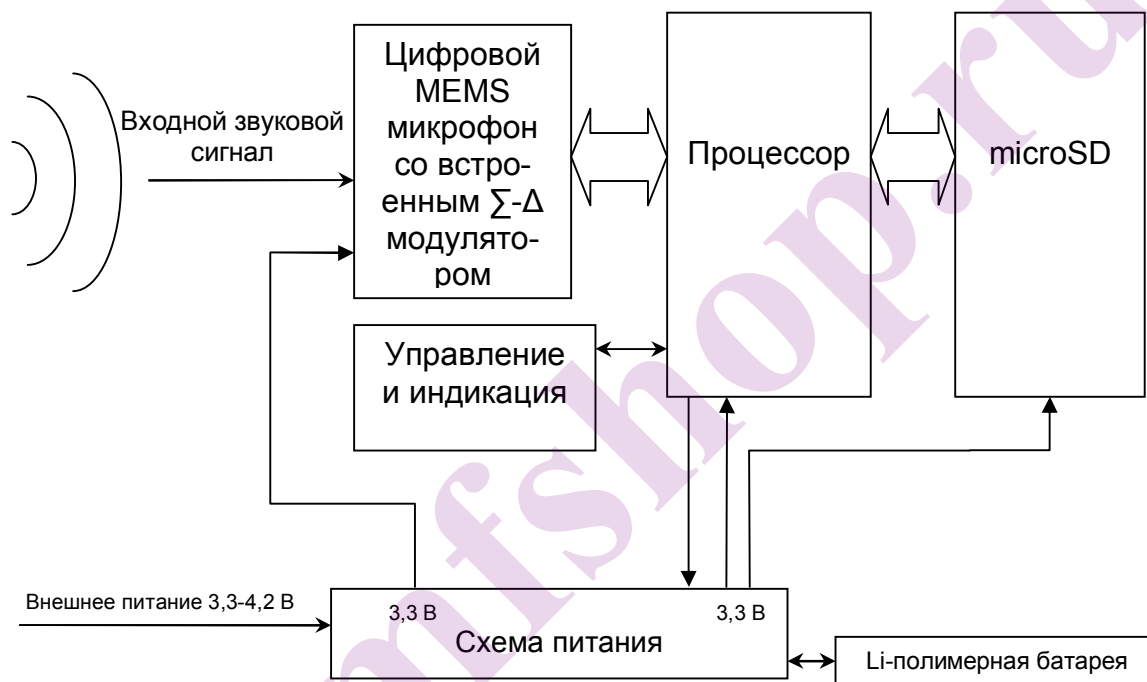 Цифровой
MEMS
микрофон
со встро-
енным ∑-Δ
модулято-
ром
Входной звуковой
сигнал
Процессор
microSD
Управление
и индикация
Внешнее питание 3,3-4,2 В
3,3 В
3,3 В
Схема питания
Li-полимерная батарея
mfshop.ru